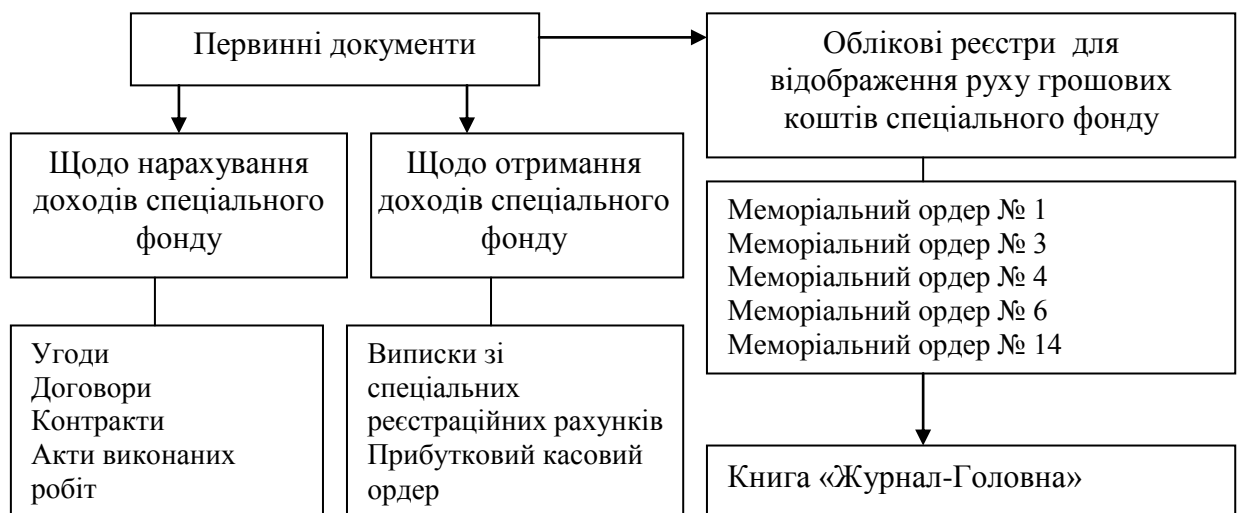 Первинні документи
Облікові реєстри для
відображення руху грошових
коштів спеціального фонду
Щодо нарахування
доходів спеціального
фонду
Щодо отримання
доходів спеціального
фонду
Меморіальний ордер № 1
Меморіальний ордер № 3
Меморіальний ордер № 4
Меморіальний ордер № 6
Меморіальний ордер № 14
Угоди
Договори
Контракти
Акти виконаних
робіт
Виписки зі
спеціальних
реєстраційних рахунків
Прибутковий касовий
ордер
Книга «Журнал-Головна»